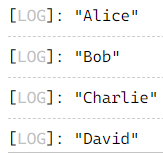 [LOG]: "Alice"
[LOG]: "Bob"
[LOG]: "Charlie"
[LOG]: "David"